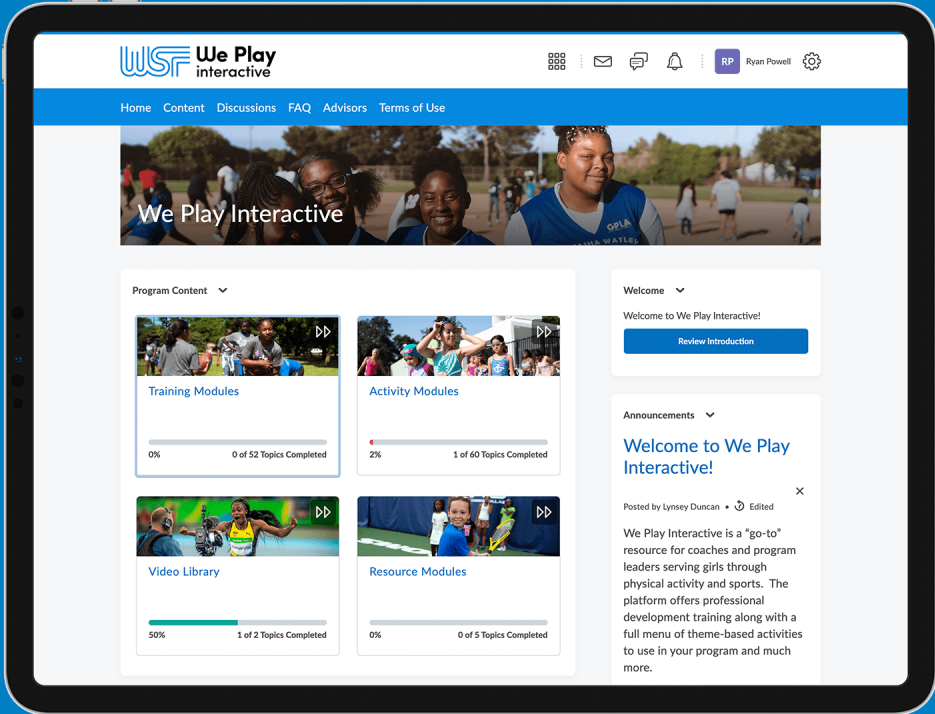 WSF We Play
interactive
RP Ryan Powell
Home Content Discussions FAQ Advisors Terms of Use
We Play Interactive
GPLA
Program Content
Training Modules
0% 0 of 52 Topics Completed
Activity Modules
2% 1 of 60 Topics Completed
Video Library
50% 1 of 2 Topics Completed
Resource Modules
0% 0 of 5 Topics Completed
Welcome
Welcome to We Play Interactive!
Review Introduction
Announcements
Welcome to We Play
Interactive!
Posted by Lynsey Duncan • Edited
We Play Interactive is a “go-to”
resource for coaches and program
leaders serving girls through
physical activity and sports. The
platform offers professional
development training along with a
full menu of theme-based activities
to use in your program and much
more.